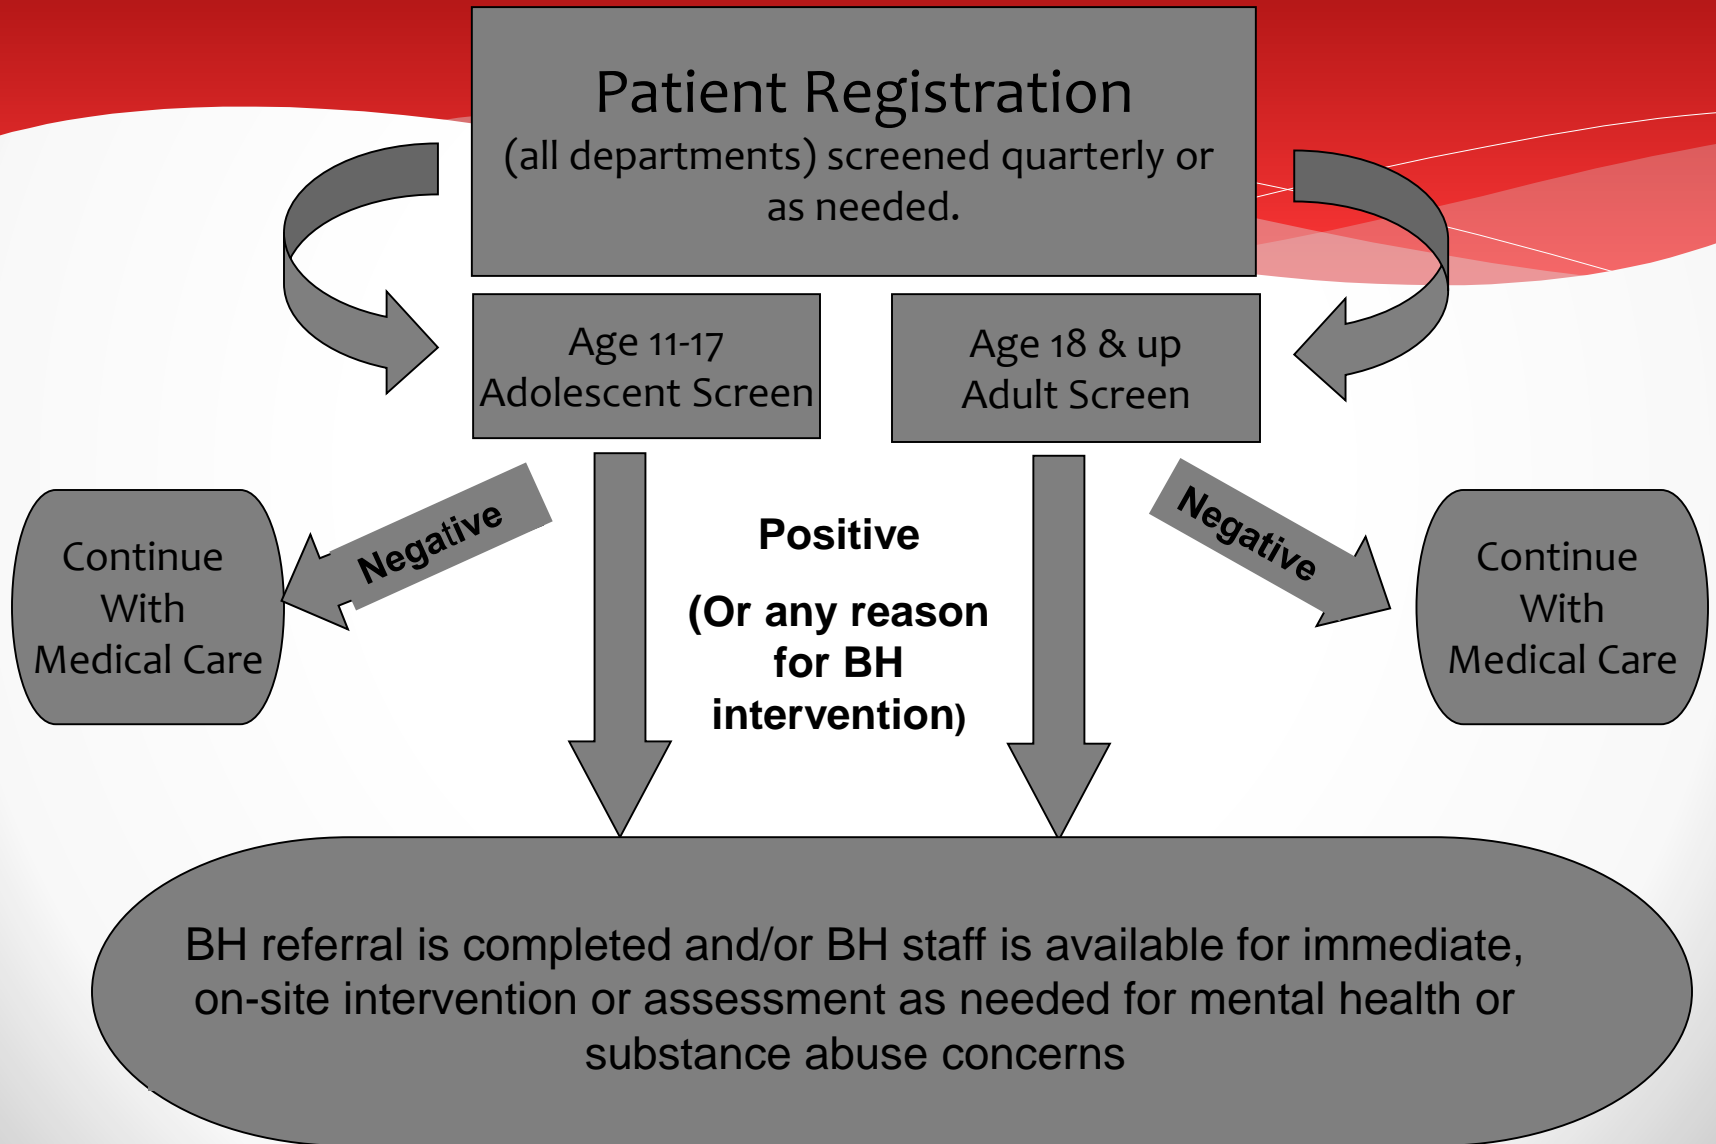 Patient Registration
(all departments) screened quarterly or
as needed.
Age 11-17
Adolescent Screen
Age 18 & up
Adult Screen
Negative
Negative
Continue
With
Medical Care
Positive
(Or any reason
for BH
intervention)
Continue
With
Medical Care
BH referral is completed and/or BH staff is available for immediate,
on-site intervention or assessment as needed for mental health or
substance abuse concerns